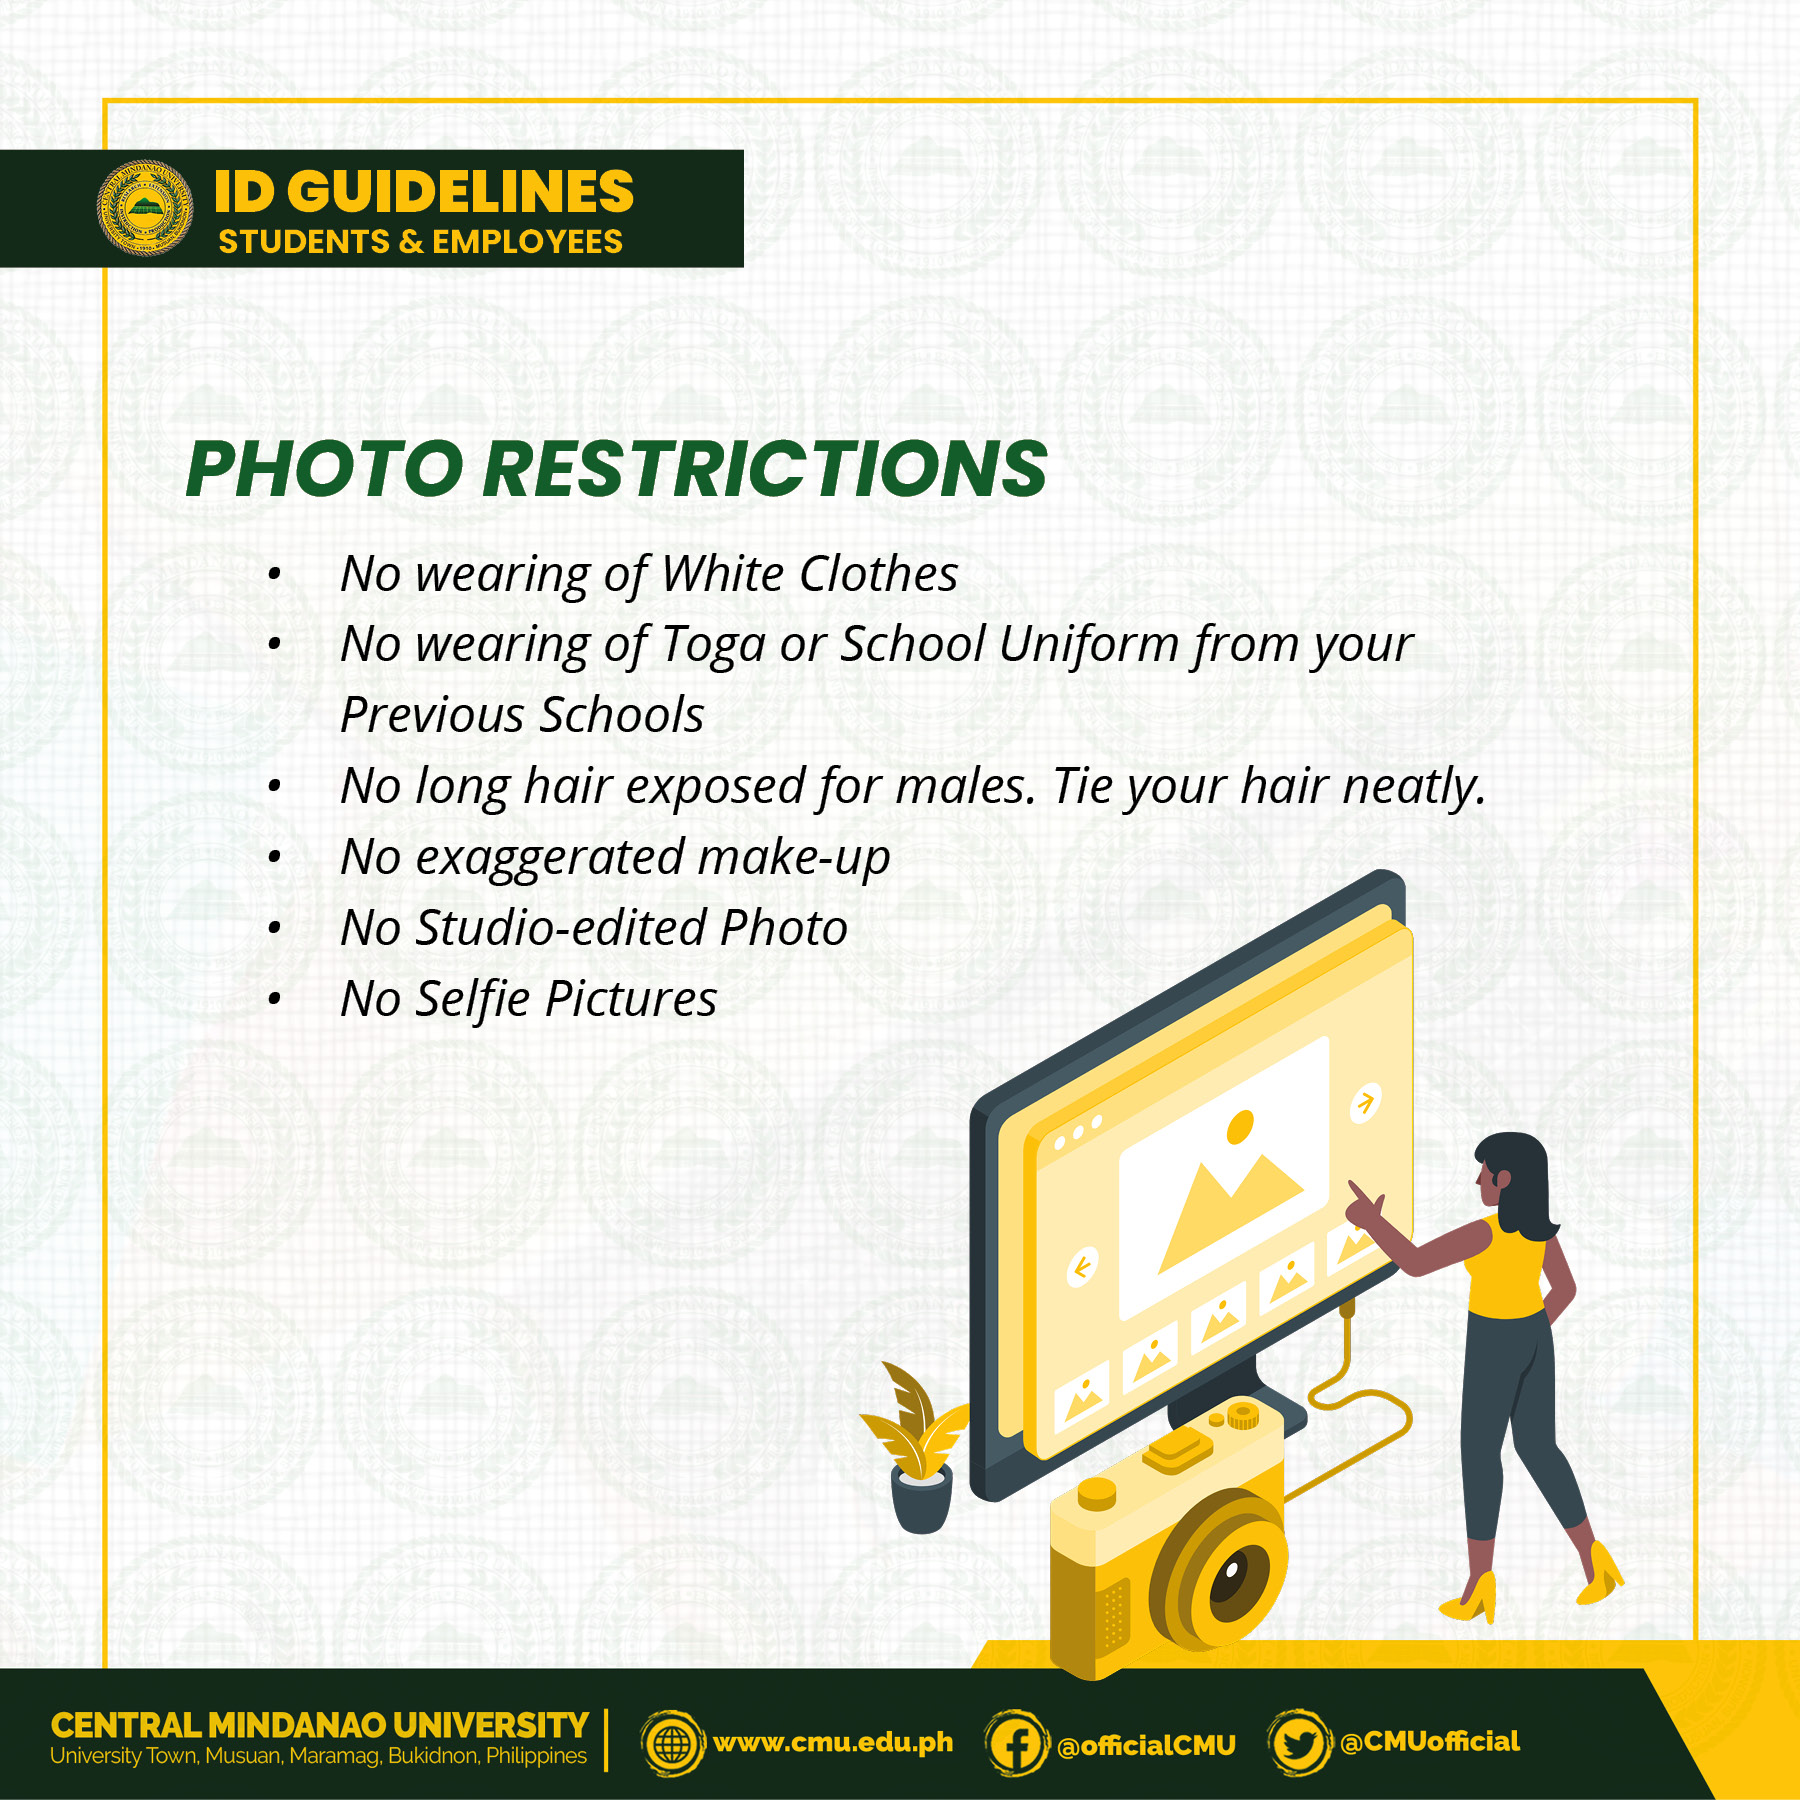 ID GUIDELINES
STUDENTS & EMPLOYEES
PHOTO RESTRICTIONS
• No wearing of White Clothes
• No wearing of Toga or School Uniform from your
Previous Schools
• No long hair exposed for males. Tie your hair neatly.
• No exaggerated make-up
• No Studio-edited Photo
• No Selfie Pictures
CENTRAL MINDANAO UNIVERSITY
University Town, Musuan, Maramag, Bukidnon, Philippines
www.cmu.edu.ph
@officialCMU
@CMUofficial